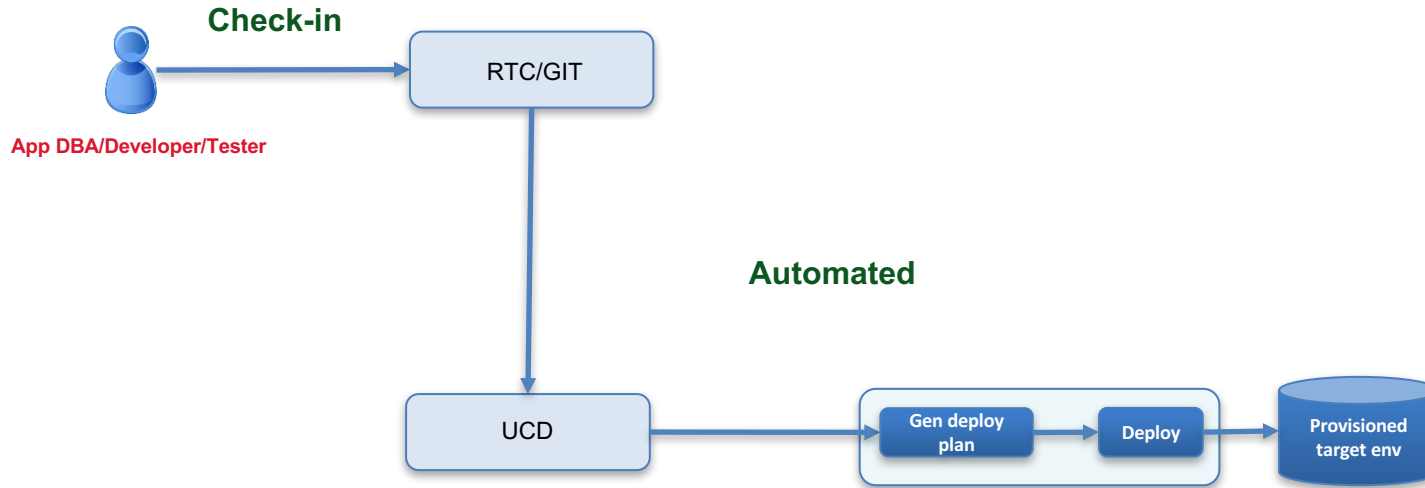 Check-in
RTC/GIT
App DBA/Developer/Tester
Automated
UCD
Gen deploy
plan
Deploy
Provisioned
target env